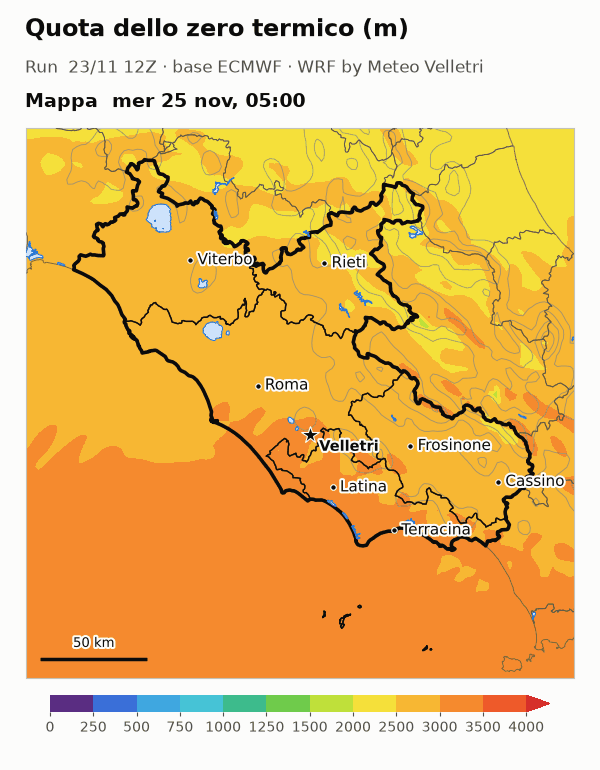 Quota dello zero termico (m)
Run  23/11 12Z · base ECMWF · WRF by Meteo Velletri
Mappa  mer 25 nov, 05:00
Viterbo
Rieti
Roma
Velletri
Frosinone
Latina
Cassino
Terracina
50 km
0 250 500 750 1000 1250 1500 2000 2500 3000 3500 4000